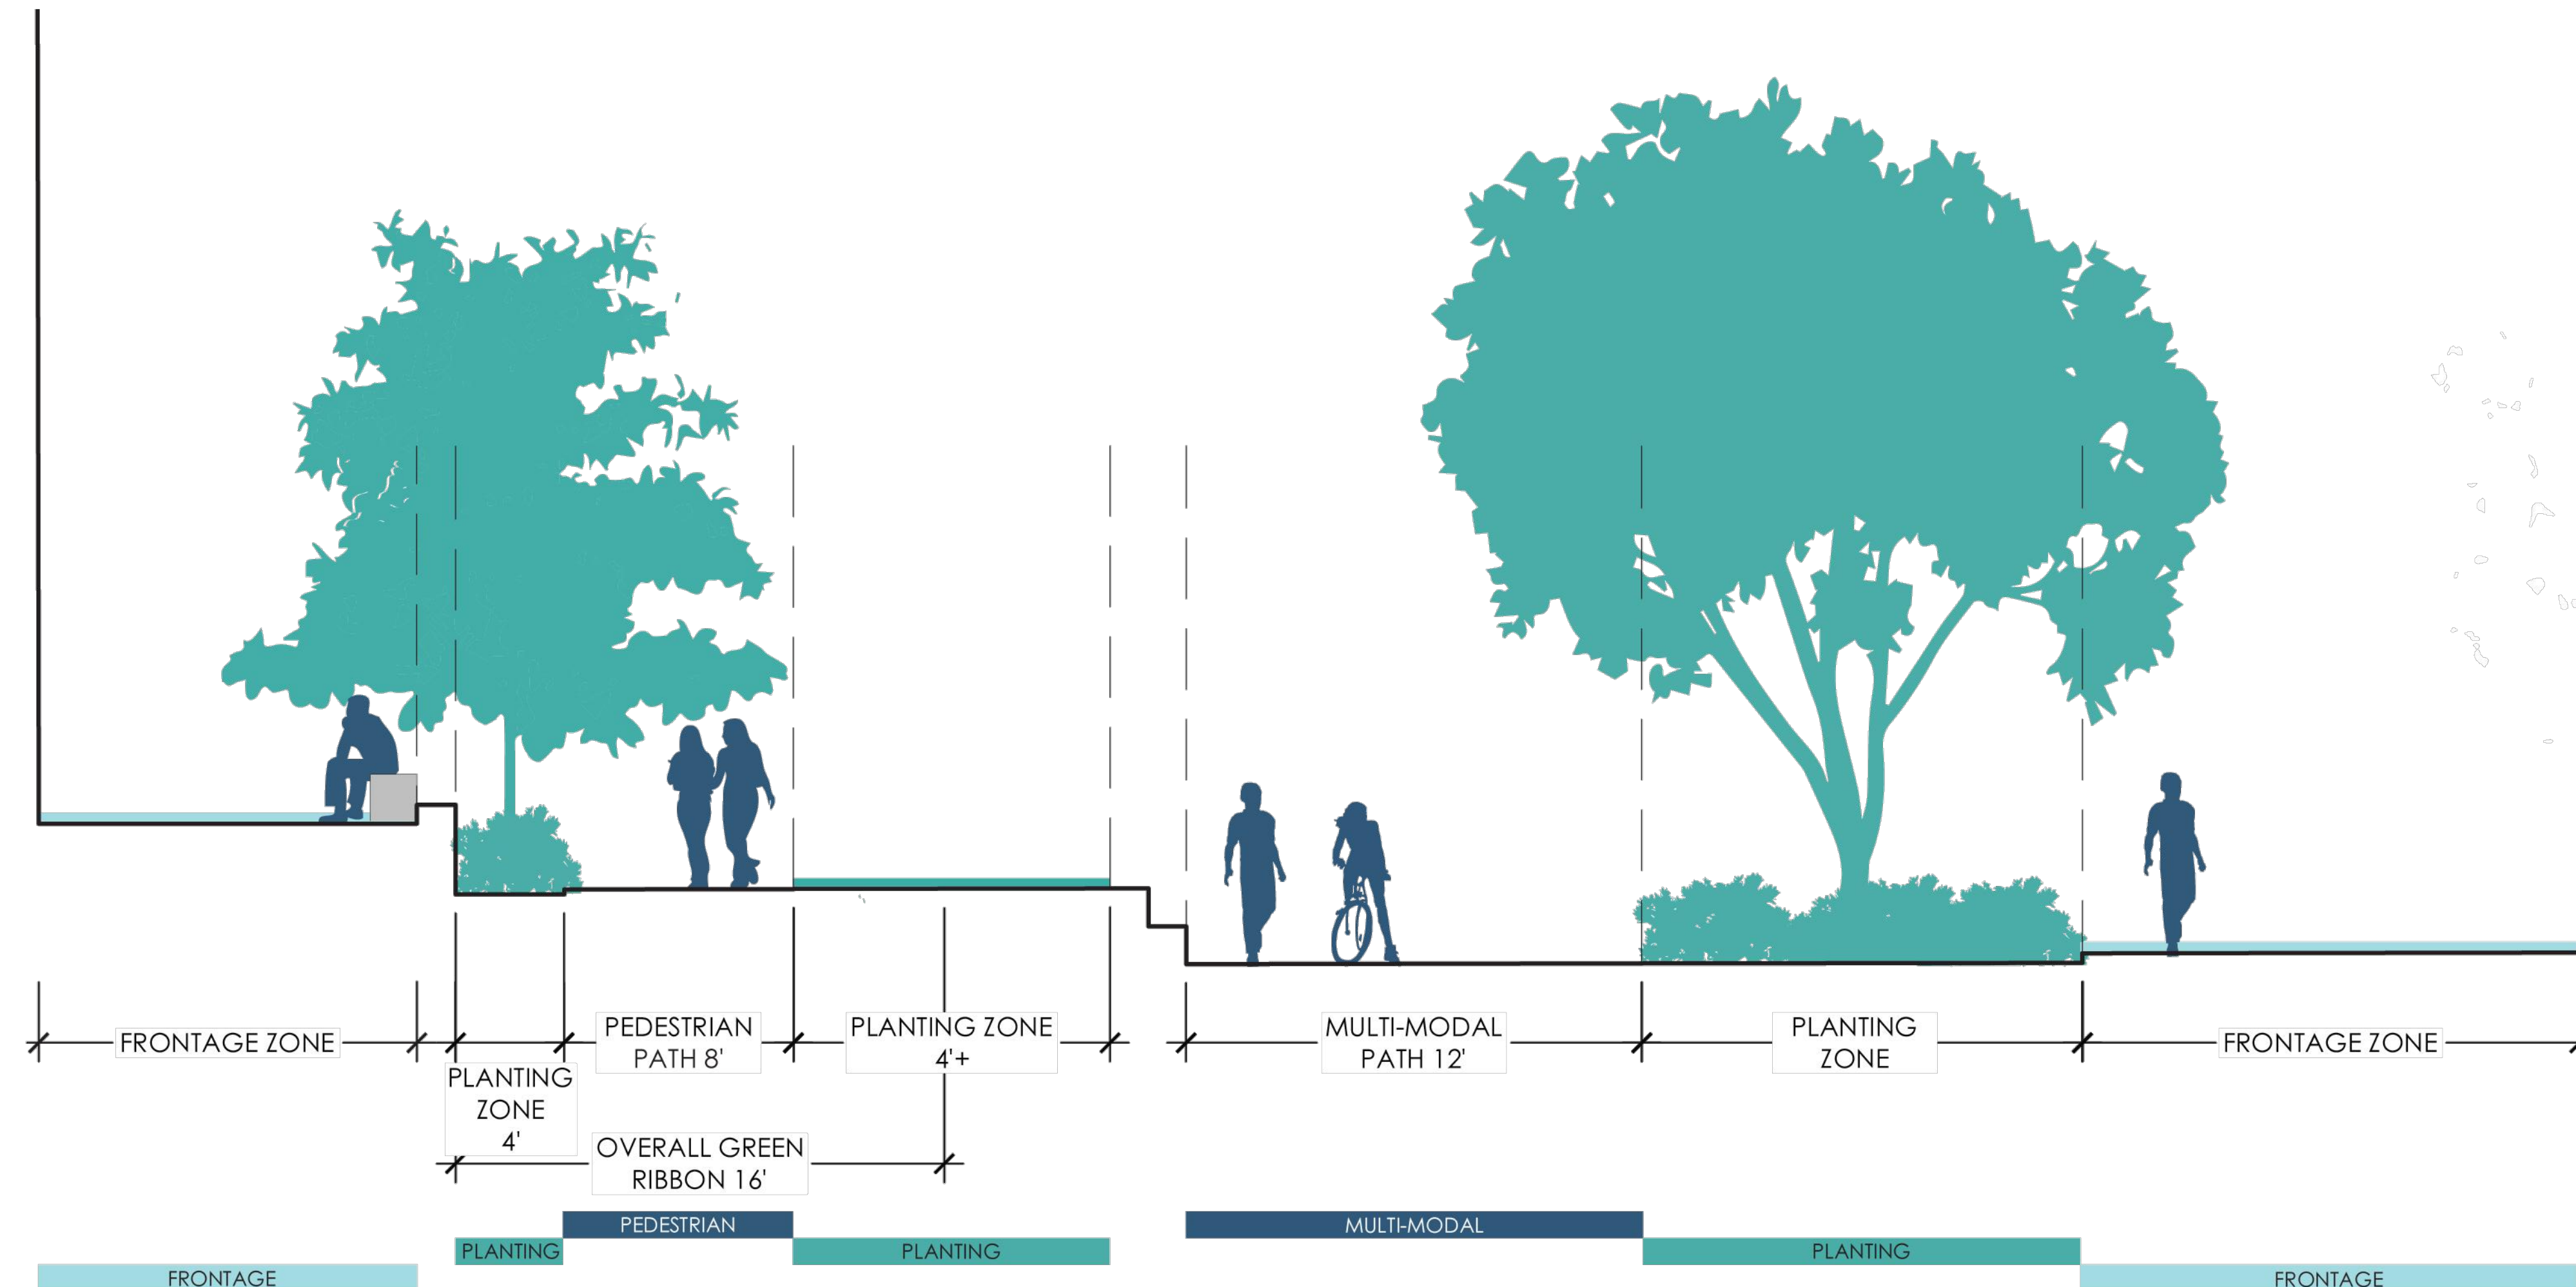 FRONTAGE ZONE
PLANTING
ZONE
4'
PEDESTRIAN
PATH 8'
PLANTING ZONE
4'+
OVERALL GREEN
RIBBON 16'
MULTI-MODAL
PATH 12'
PLANTING
ZONE
FRONTAGE ZONE
PEDESTRIAN
MULTI-MODAL
PLANTING
PLANTING
PLANTING
FRONTAGE
FRONTAGE